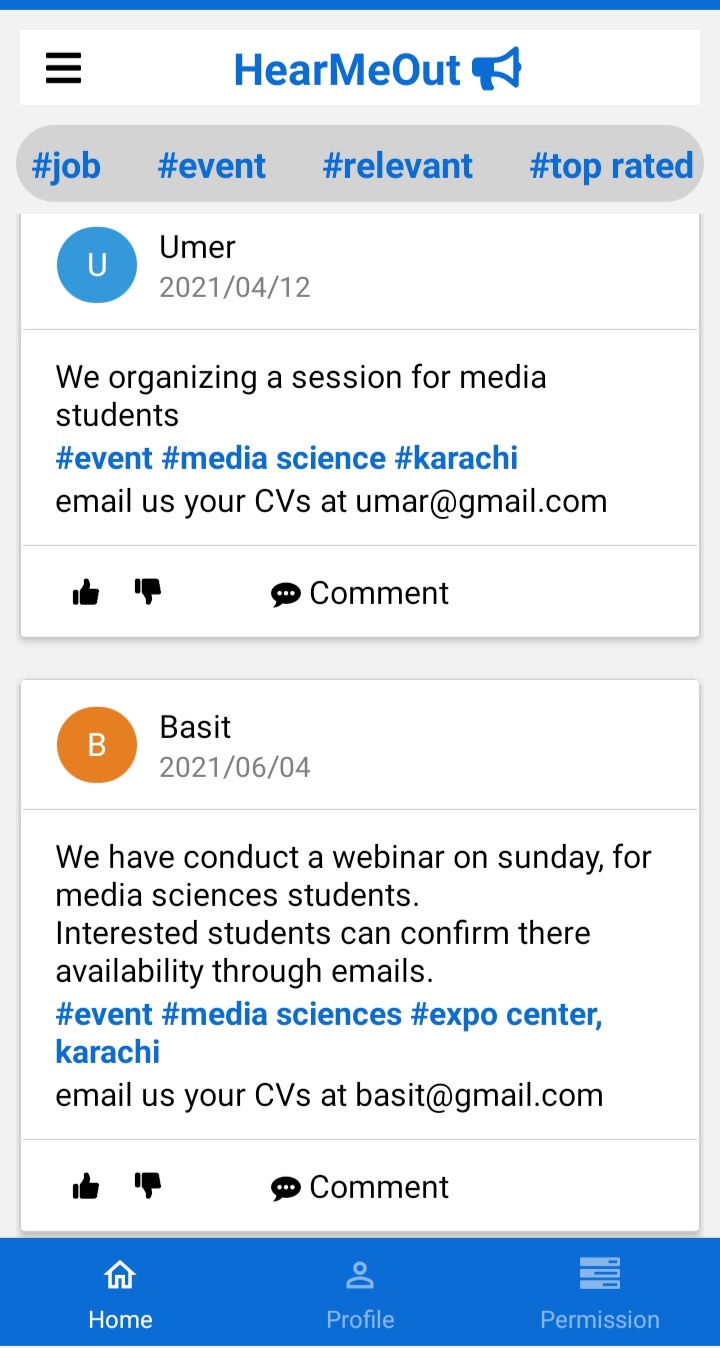 HearMeOut
#job #event #relevant #top rated
U
Umer
2021/04/12
We organizing a session for media
students
#event #media science #karachi
email us your CVs at umar@gmail.com
Comment
B
Basit
2021/06/04
We have conduct a webinar on sunday, for
media sciences students.
Interested students can confirm there
availability through emails.
#event #media sciences #expo center,
karachi
email us your CVs at basit@gmail.com
Comment
Home Profile Permission